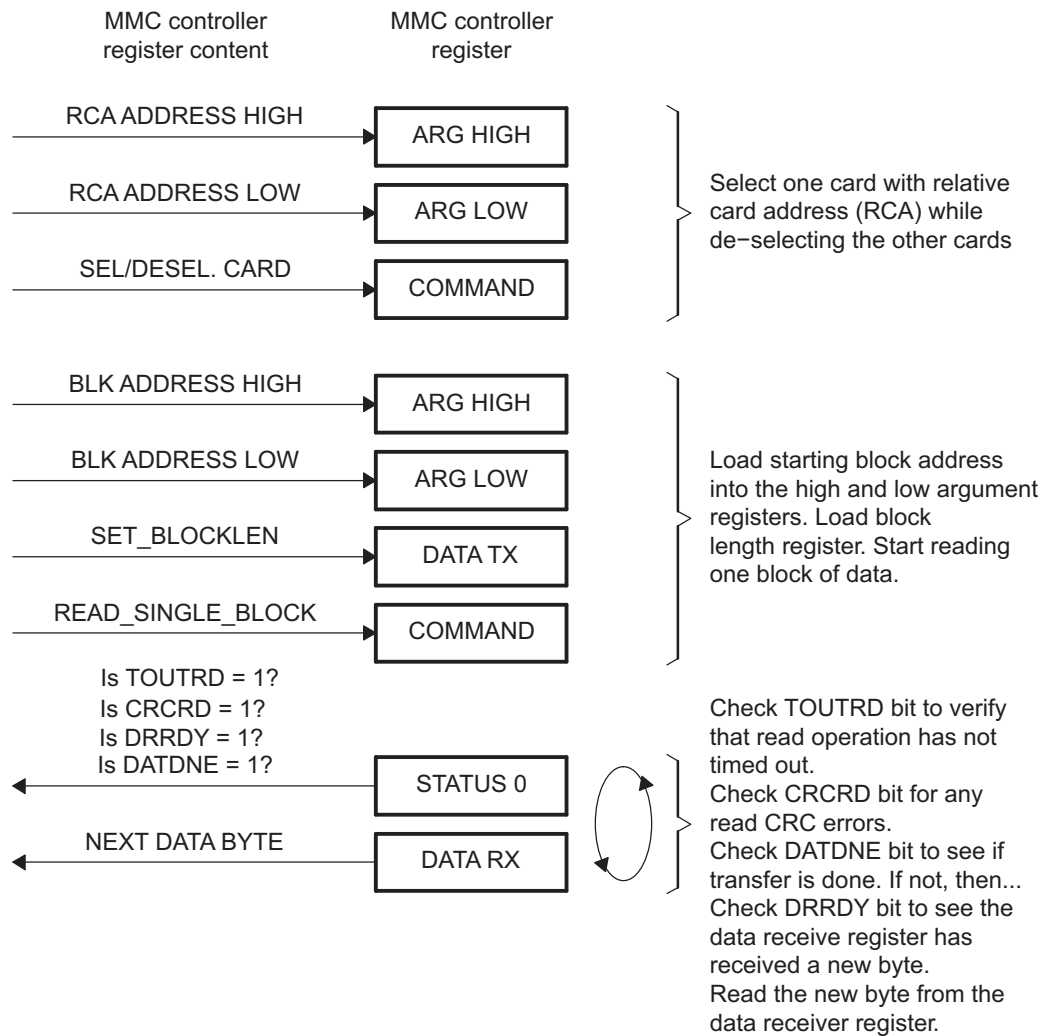 MMC controller
register content
MMC controller
register
RCA ADDRESS HIGH
ARG HIGH
RCA ADDRESS LOW
ARG LOW
SEL/DESEL. CARD
COMMAND
Select one card with relative
card address (RCA) while
de−selecting the other cards
BLK ADDRESS HIGH
ARG HIGH
BLK ADDRESS LOW
ARG LOW
SET_BLOCKLEN
DATA TX
READ_SINGLE_BLOCK
COMMAND
Load starting block address
into the high and low argument
registers. Load block
length register. Start reading
one block of data.
Is TOUTRD = 1?
Is CRCRD = 1?
Is DRRDY = 1?
Is DATDNE = 1?
STATUS 0
NEXT DATA BYTE
DATA RX
Check TOUTRD bit to verify
that read operation has not
timed out.
Check CRCRD bit for any
read CRC errors.
Check DATDNE bit to see if
transfer is done. If not, then...
Check DRRDY bit to see the
data receive register has
received a new byte.
Read the new byte from the
data receiver register.